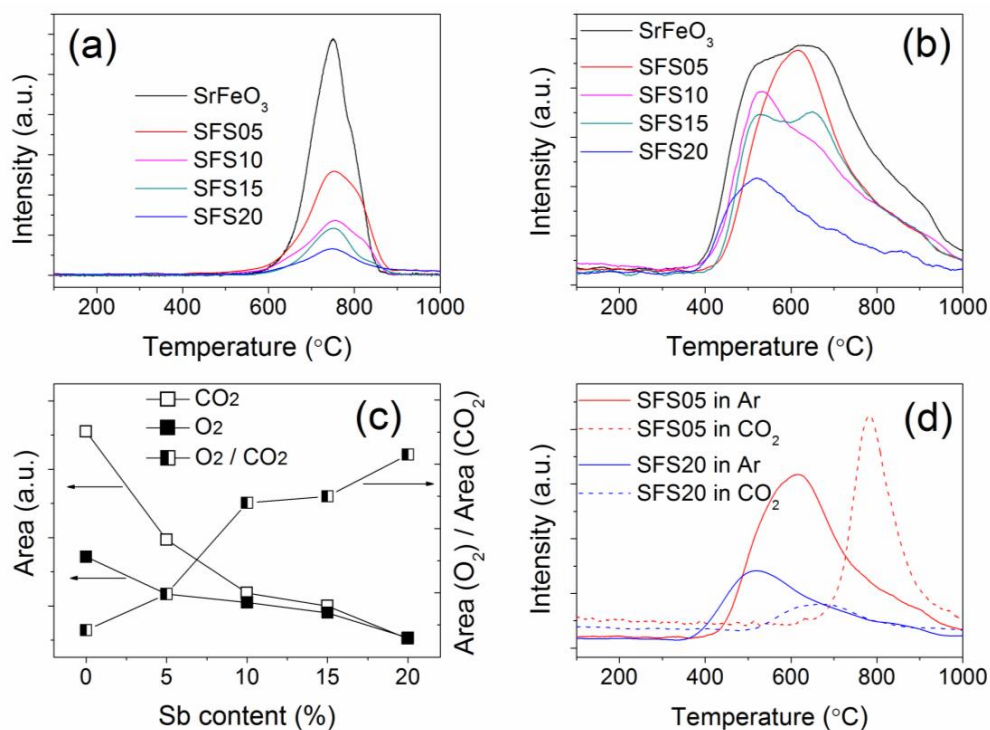 (a)
SrFeO₃
SFS05
SFS10
SFS15
SFS20
Intensity (a.u.)
200 400 600 800 1000
Temperature (°C)
(b)
SrFeO₃
SFS05
SFS10
SFS15
SFS20
Intensity (a.u.)
200 400 600 800 1000
Temperature (°C)
(c)
CO₂
O₂
O₂ / CO₂
Area (a.u.)
Area (O₂) / Area (CO₂)
0 5 10 15 20
Sb content (%)
(d)
SFS05 in Ar
SFS05 in CO₂
SFS20 in Ar
SFS20 in CO₂
Intensity (a.u.)
200 400 600 800 1000
Temperature (°C)